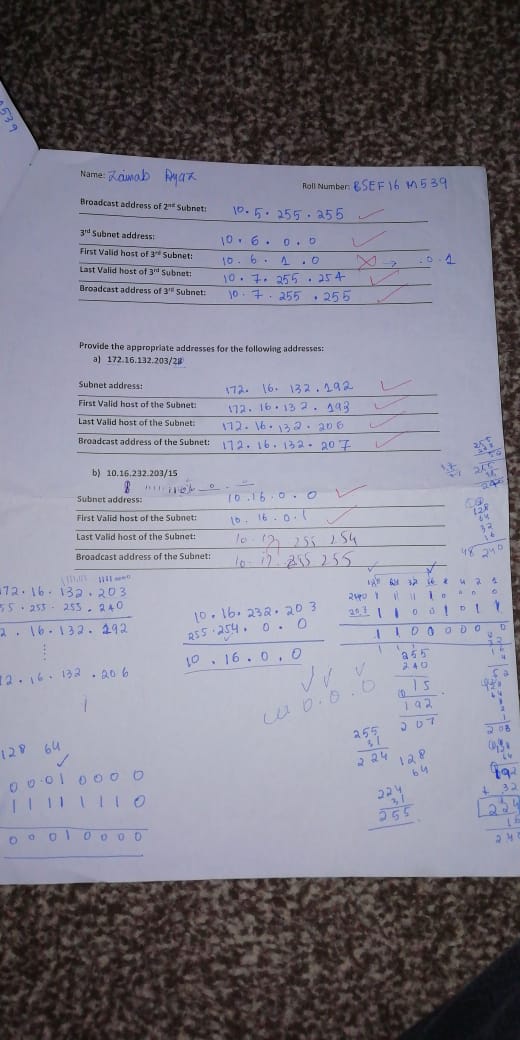 539
Name: Zainab Ayaz
Roll Number: BSEF16 M539
Broadcast address of 2nd Subnet: 10.5.255.255
3rd Subnet address: 10.6.0.0
First Valid host of 3rd Subnet: 10.6.1.0 → .0.1
Last Valid host of 3rd Subnet: 10.7.255.254
Broadcast address of 3rd Subnet: 10.7.255.255
Provide the appropriate addresses for the following addresses:
a) 172.16.132.203/28
Subnet address: 172.16.132.192
First Valid host of the Subnet: 172.16.132.193
Last Valid host of the Subnet: 172.16.132.206
Broadcast address of the Subnet: 172.16.132.207
b) 10.16.232.203/15
Subnet address: 10.16.0.0
First Valid host of the Subnet: 10.16.0.1
Last Valid host of the Subnet: 10.17 255 254
Broadcast address of the Subnet: 10.17 255 255
72.16.132.203
55.255.255.240
2.16.132.192
12.16.132.206
128 64
0 0 0 1 0 0 0 0
1 1 1 1 1 1 1 0
0 0 0 1 0 0 0 0
10.16.232.203
255.254.0.0
10.16.0.0
128 64 32 16 8 4 2 1
240 1 1 1 1 0 0 0 0
203 1 1 0 0 1 0 1 1
1 1 0 0 0 0 0 0
255
240
15
192
207
255
31
224
128
64
224
31
255
128
64
32
16
48 240
208
192
+ 32
224
16
240